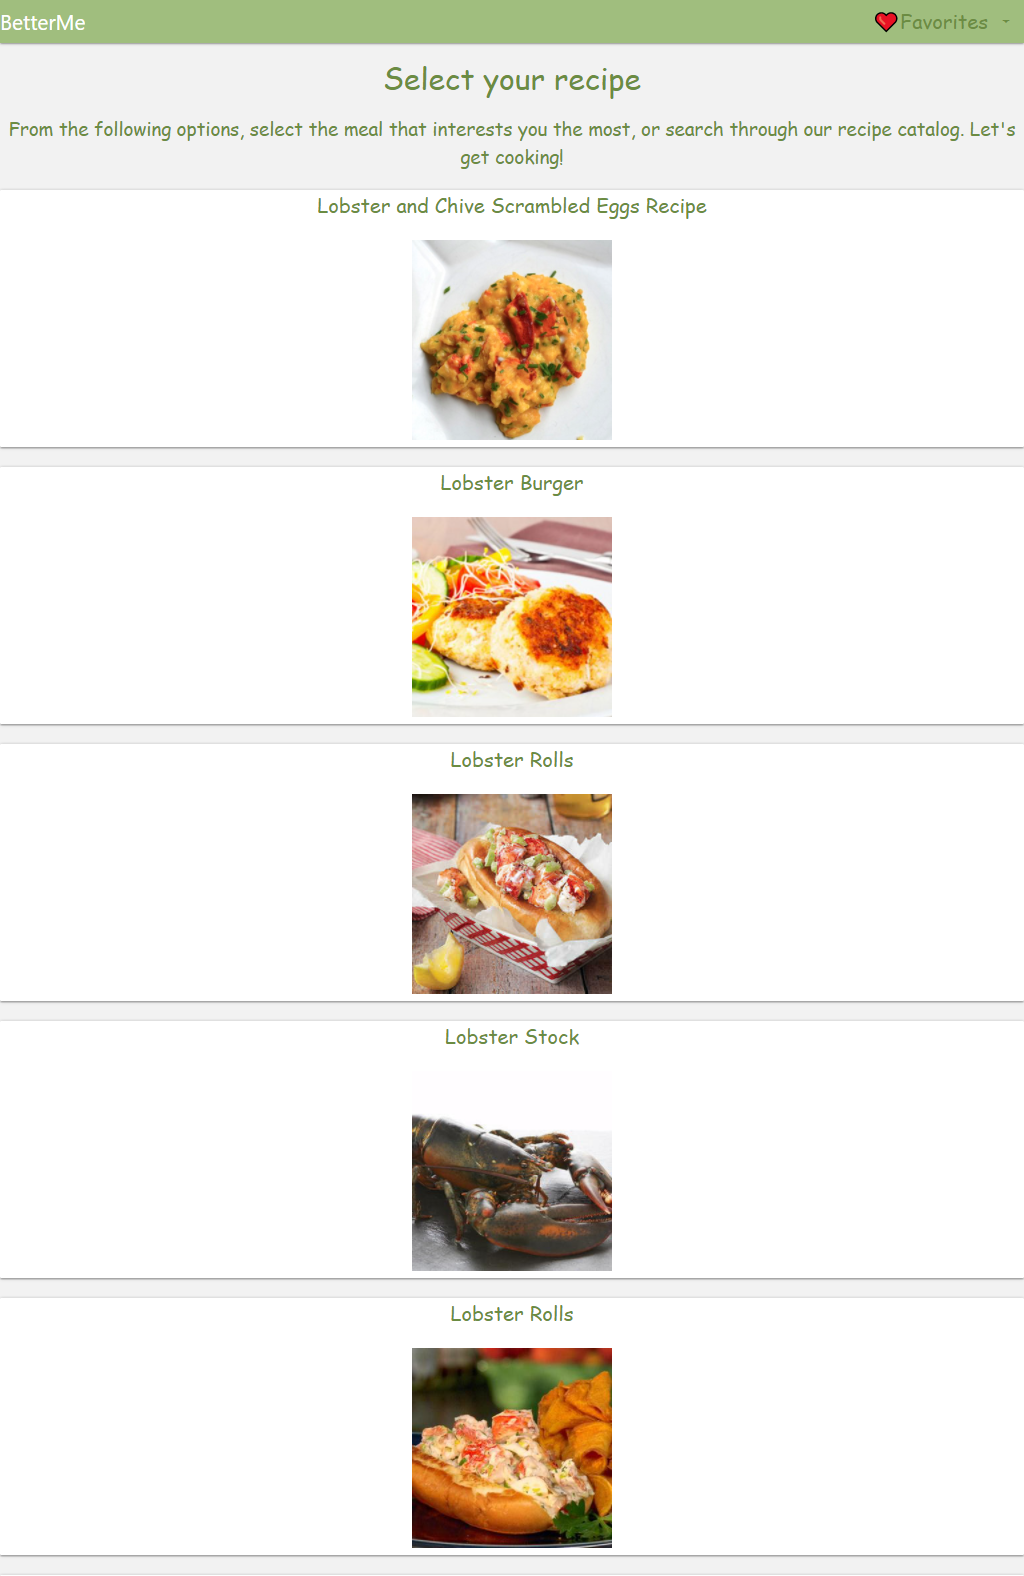 BetterMe
Favorites
Select your recipe
From the following options, select the meal that interests you the most, or search through our recipe catalog. Let's
get cooking!
Lobster and Chive Scrambled Eggs Recipe
Lobster Burger
Lobster Rolls
Lobster Stock
Lobster Rolls